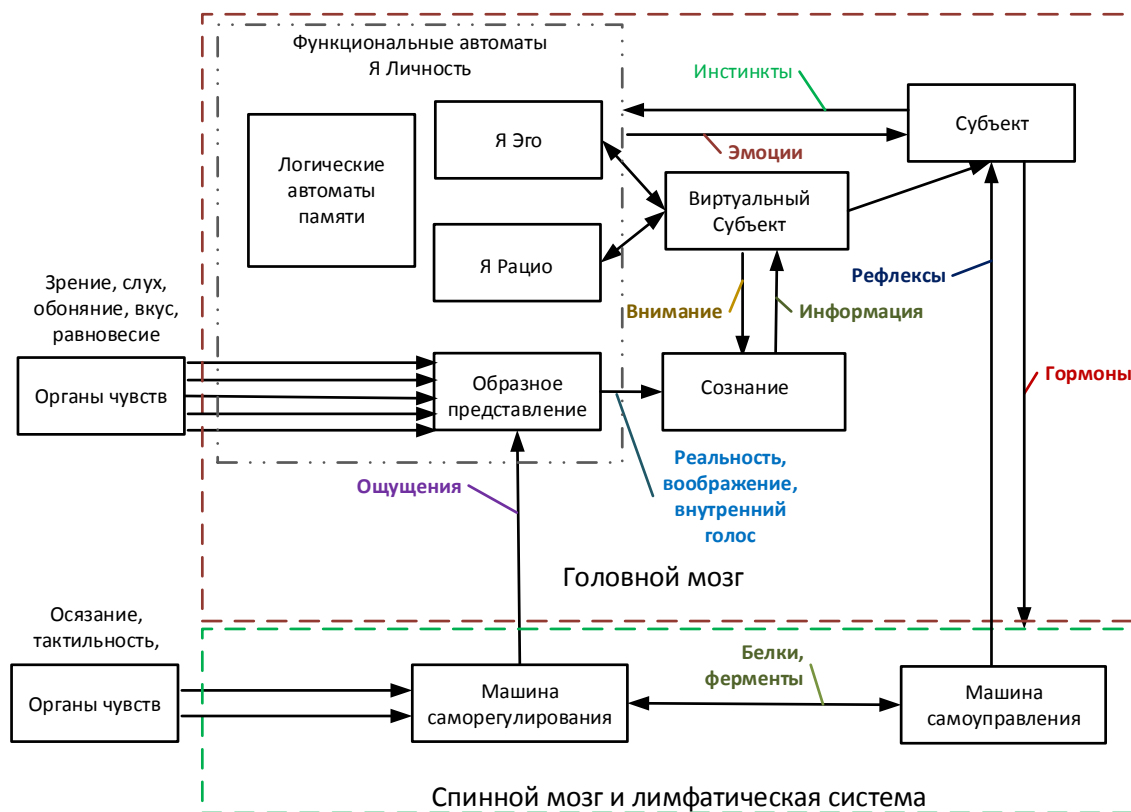 Функциональные автоматы
Я Личность
Инстинкты
Субъект
Я Эго
Эмоции
Логические
автоматы
памяти
Виртуальный
Субъект
Я Рацио
Зрение, слух,
обоняние, вкус,
равновесие
Рефлексы
Внимание
Информация
Органы чувств
Образное
представление
Сознание
Гормоны
Ощущения
Реальность,
воображение,
внутренний
голос
Головной мозг
Осязание,
тактильность,
Органы чувств
Машина
саморегулирования
Белки,
ферменты
Машина
самоуправления
Спинной мозг и лимфатическая система